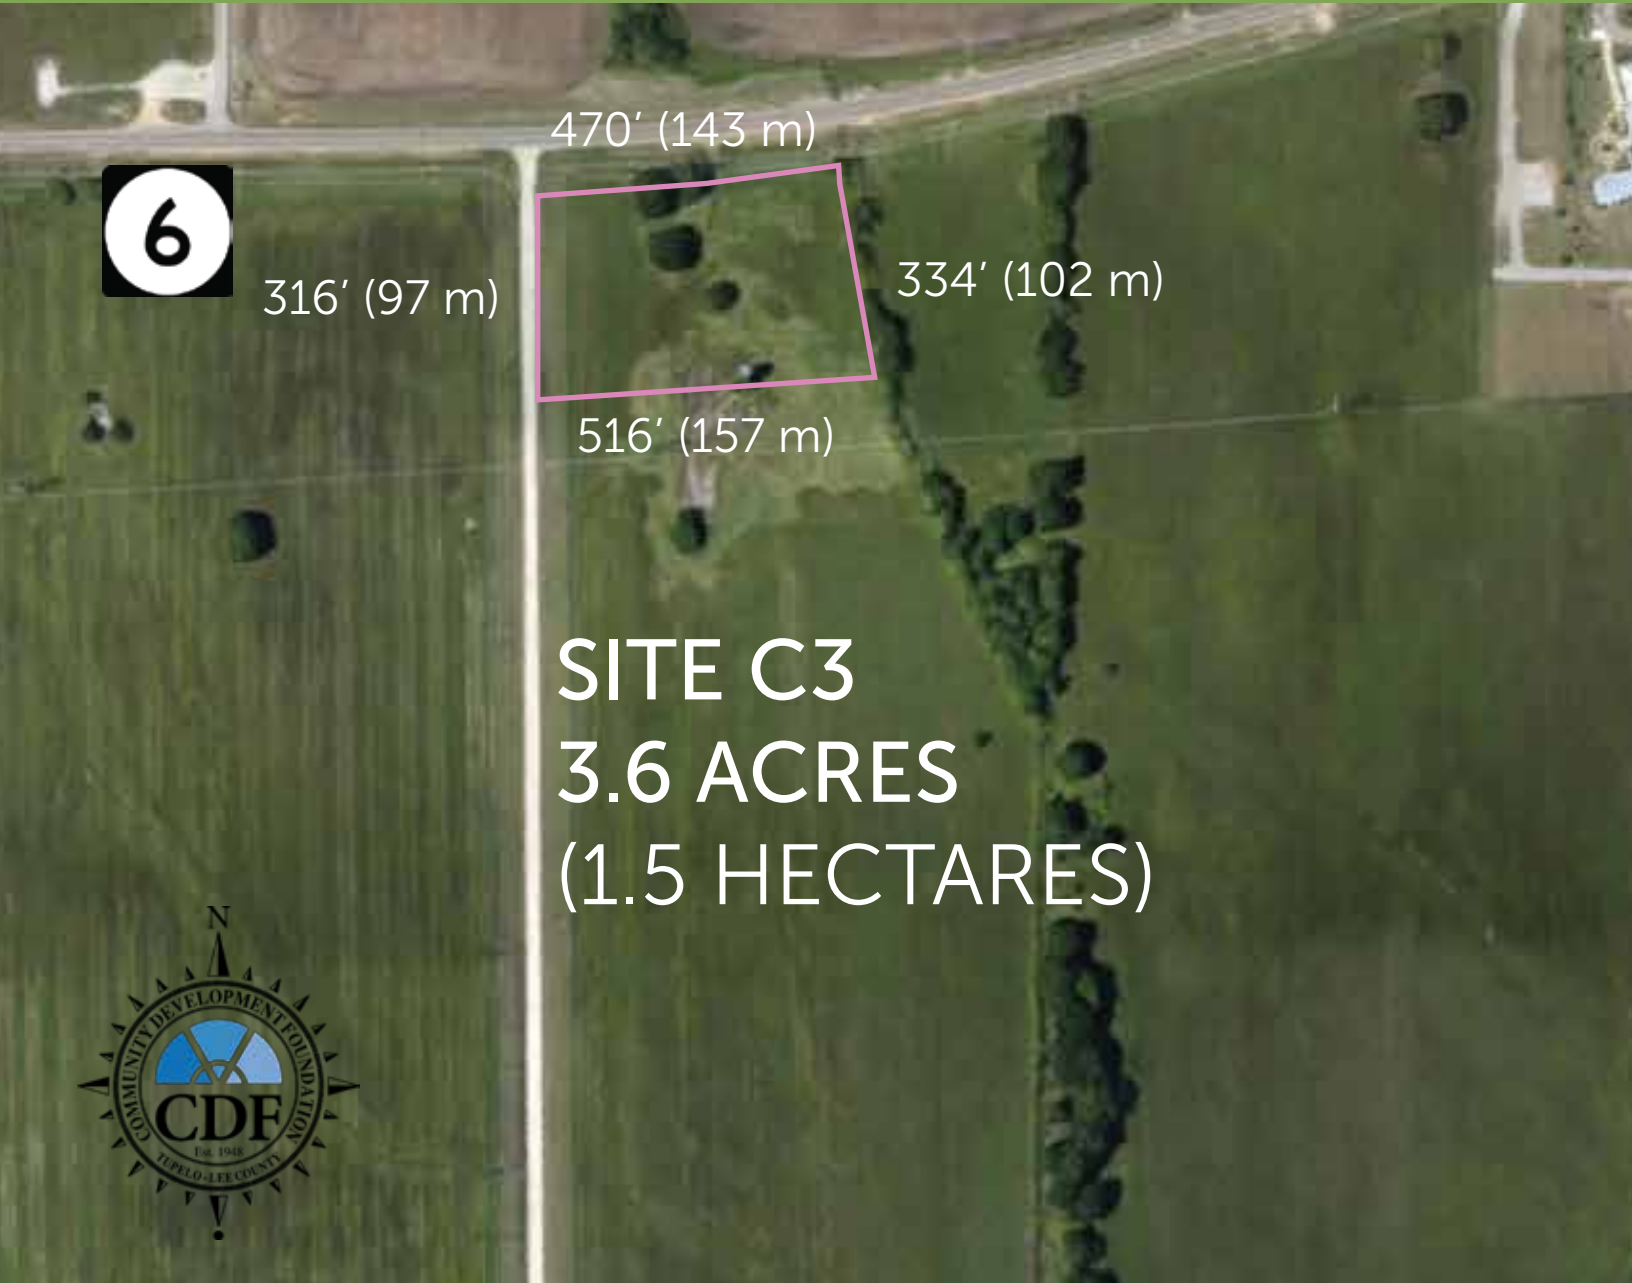 470' (143 m)
6
316' (97 m)
334' (102 m)
516' (157 m)
SITE C3
3.6 ACRES
(1.5 HECTARES)
N
COMMUNITY DEVELOPMENT FOUNDATION
CDF
Est. 1948
TUPELO-LEE COUNTY